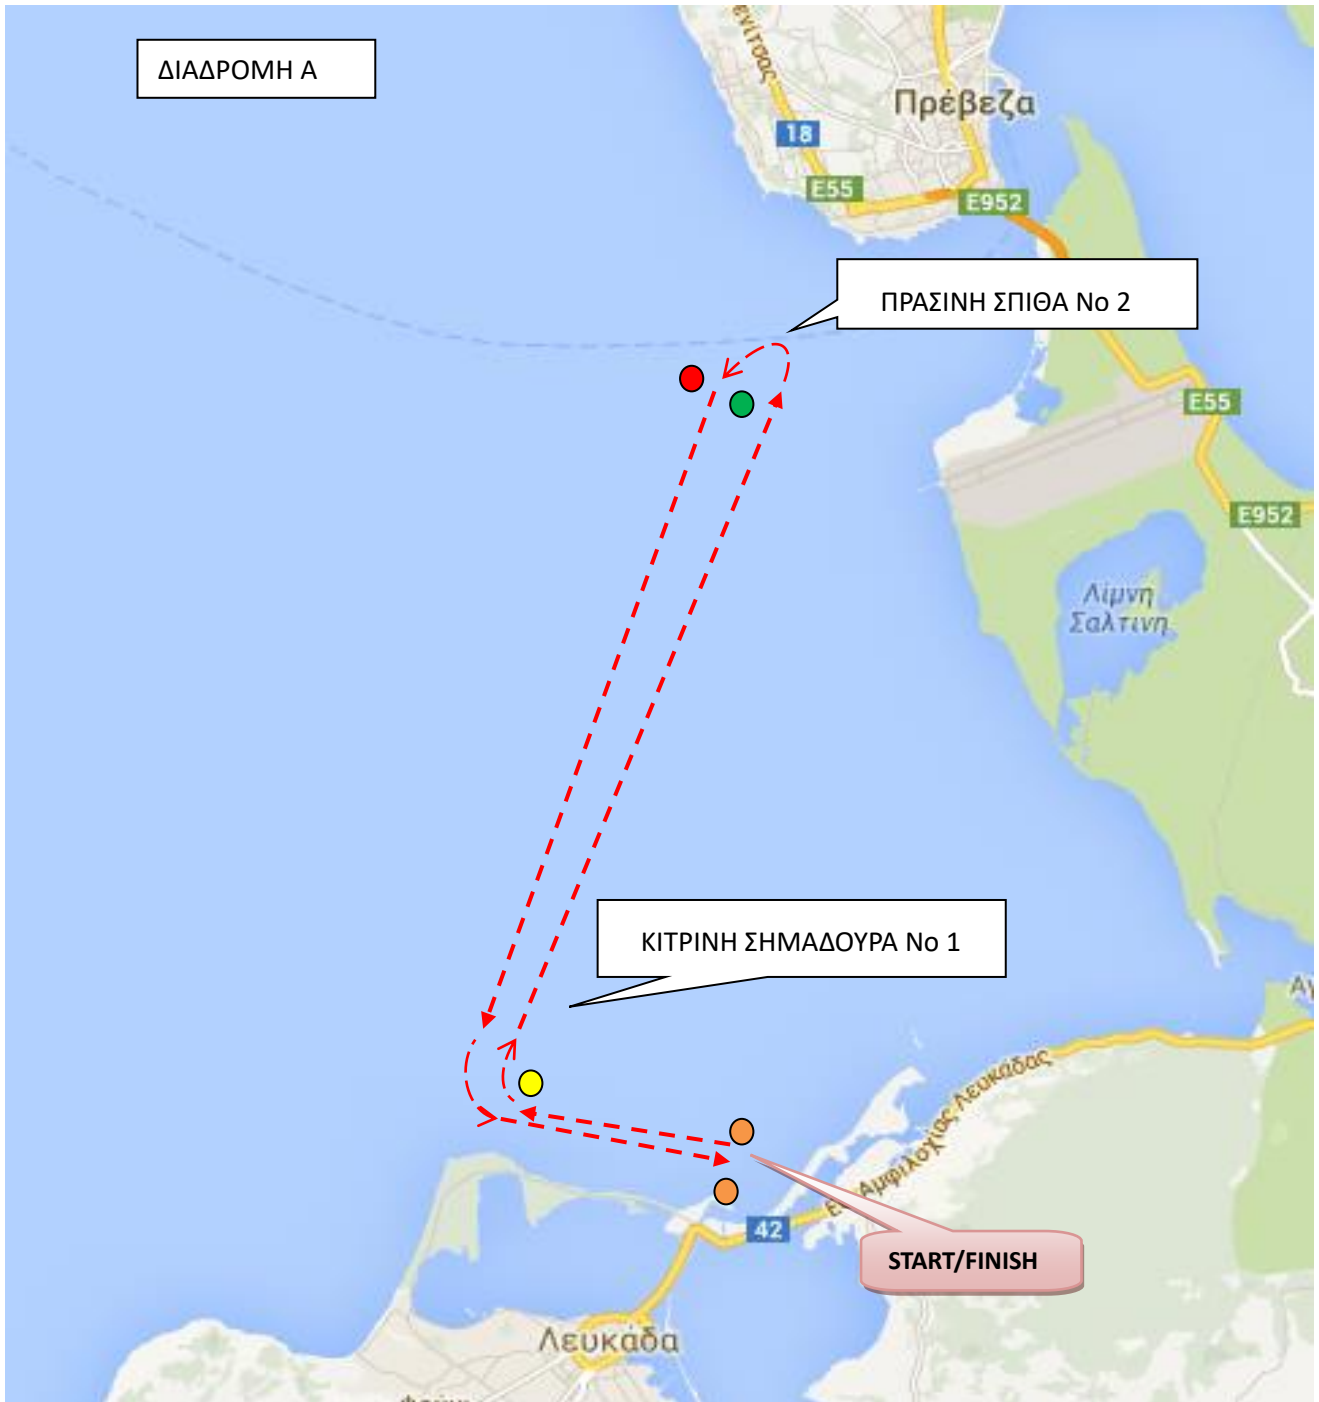 ΔΙΑΔΡΟΜΗ Α
Πρέβεζα
18
E55
E952
ΠΡΑΣΙΝΗ ΣΠΙΘΑ Νο 2
E55
E952
Λίμνη
Σαλτινη
ΚΙΤΡΙΝΗ ΣΗΜΑΔΟΥΡΑ Νο 1
Αμφιλοχίας Λευκάδας
42
START/FINISH
Λευκάδα